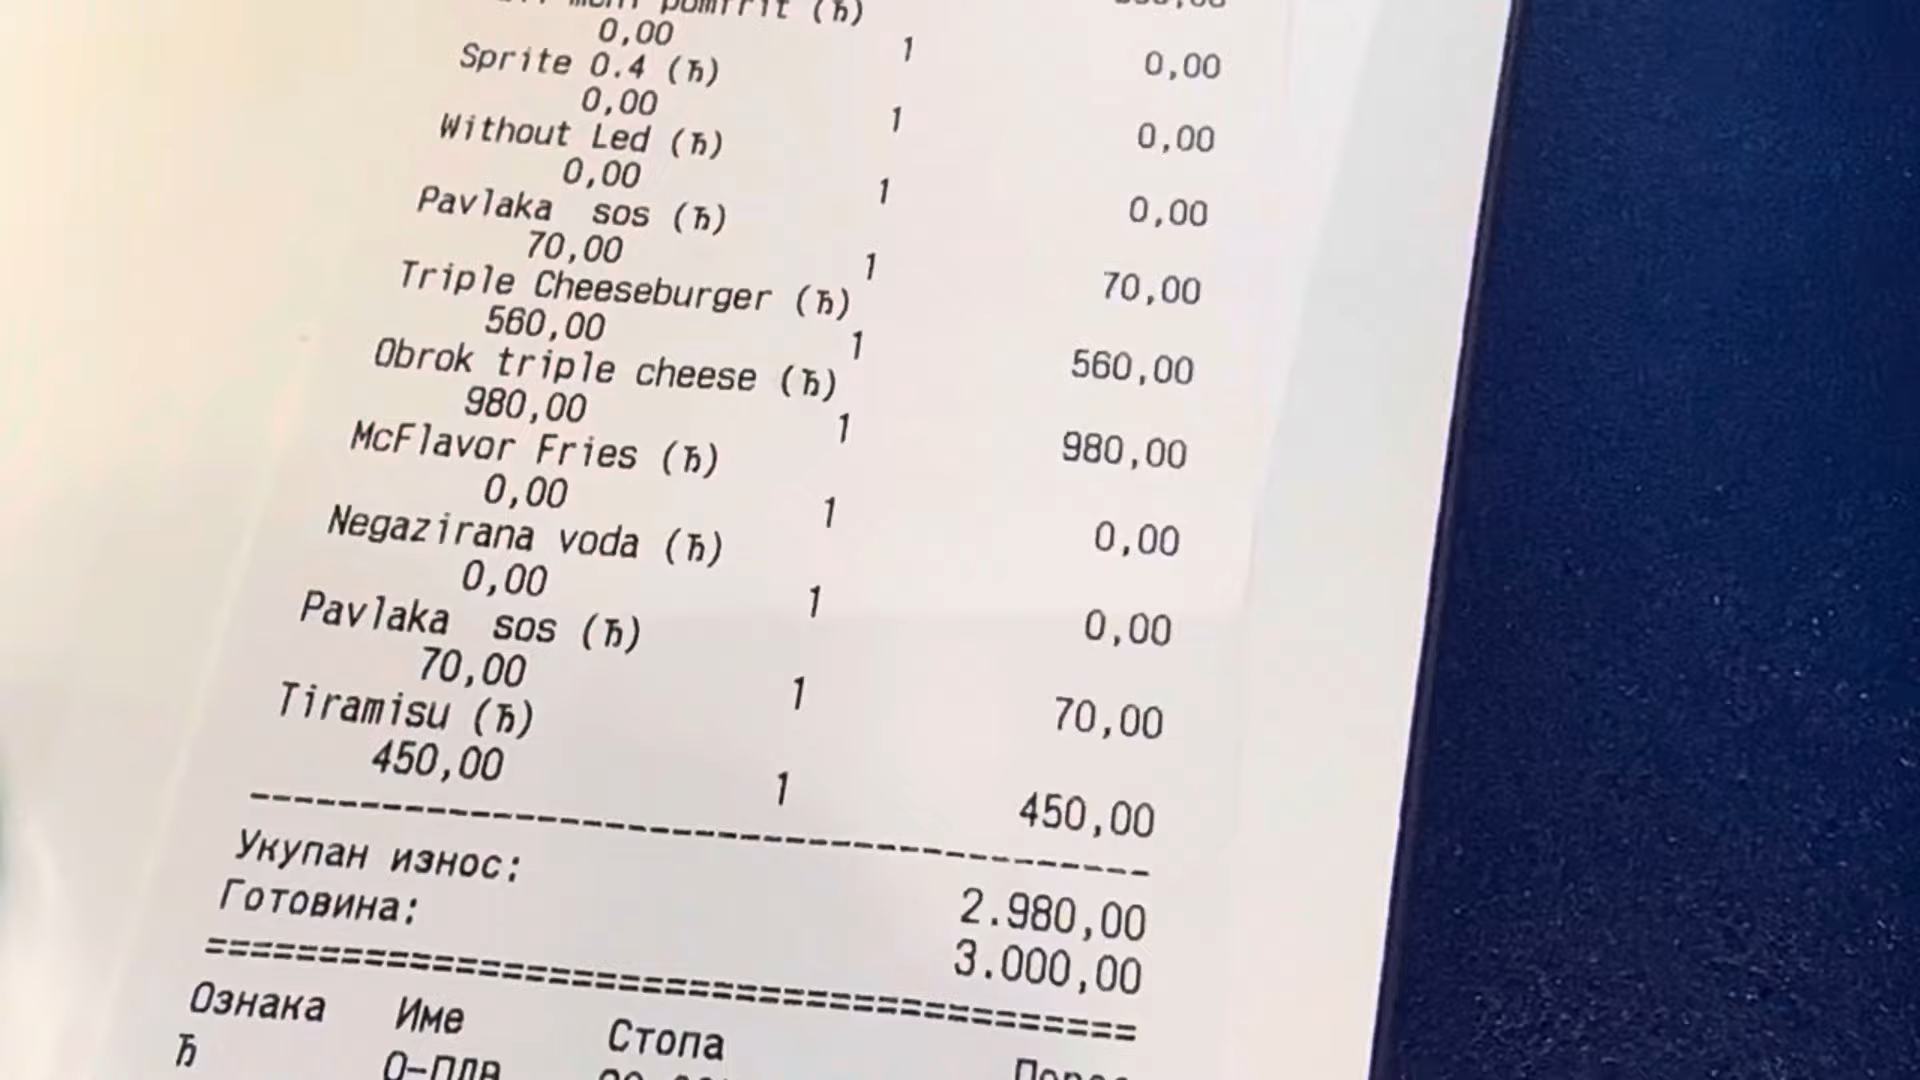 pomfrit (ђ)
0,00 1 0,00
Sprite 0.4 (ђ)
0,00 1 0,00
Without Led (ђ)
0,00 1 0,00
Pavlaka sos (ђ)
70,00 1 70,00
Triple Cheeseburger (ђ)
560,00 1 560,00
Obrok triple cheese (ђ)
980,00 1 980,00
McFlavor Fries (ђ)
0,00 1 0,00
Negazirana voda (ђ)
0,00 1 0,00
Pavlaka sos (ђ)
70,00 1 70,00
Tiramisu (ђ)
450,00 1 450,00
----------------------------------------
Укупан износ: 2.980,00
Готовина: 3.000,00
========================================
Ознака Име Стопа
Ђ О-ПДВ